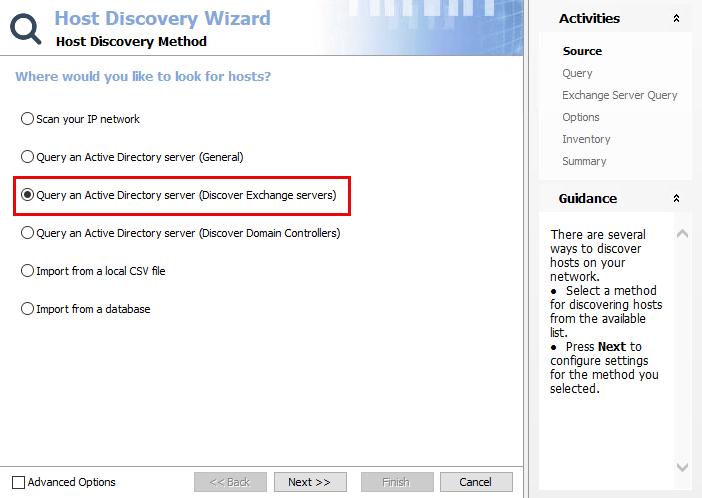 Host Discovery Wizard
Host Discovery Method
Where would you like to look for hosts?
Scan your IP network
Query an Active Directory server (General)
Query an Active Directory server (Discover Exchange servers)
Query an Active Directory server (Discover Domain Controllers)
Import from a local CSV file
Import from a database
Advanced Options
<< Back
Next >>
Finish
Cancel
Activities
Source
Query
Exchange Server Query
Options
Inventory
Summary
Guidance
There are several
ways to discover
hosts on your
network.
● Select a method
for discovering hosts
from the available
list.
● Press Next to
configure settings
for the method you
selected.